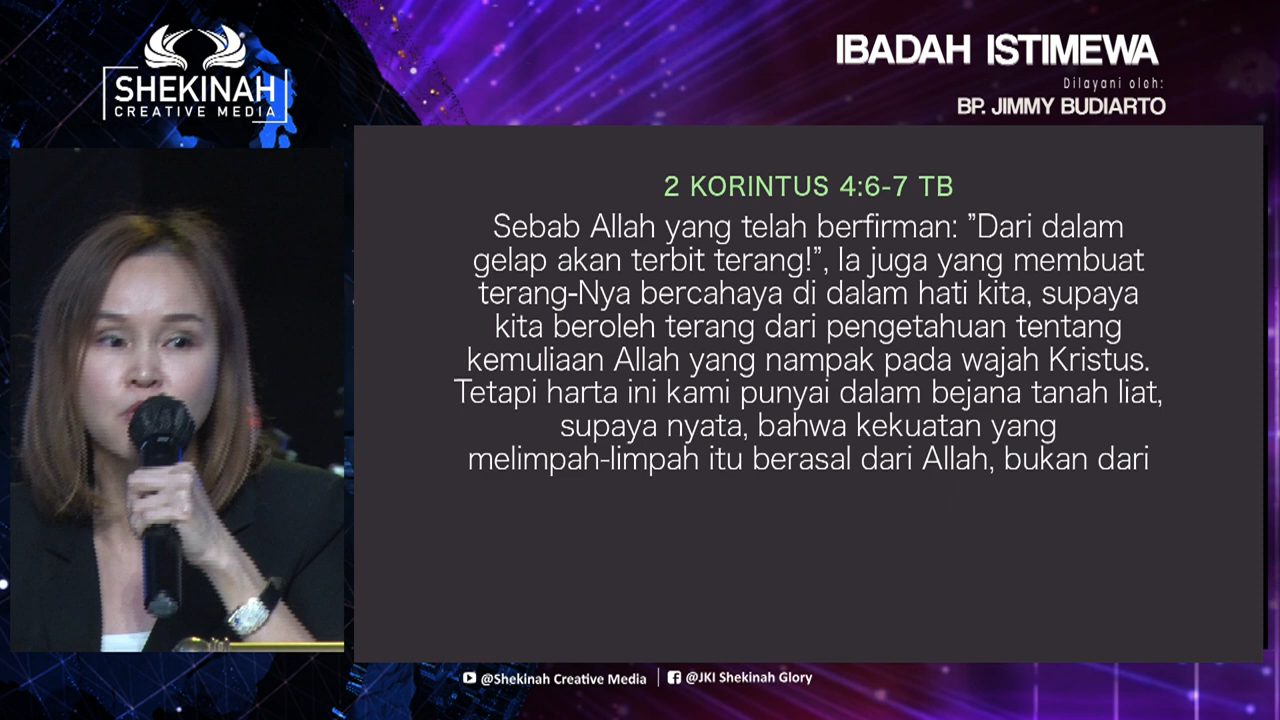 SHEKINAH
CREATIVE MEDIA
IBADAH ISTIMEWA
Dilayani oleh:
BP. JIMMY BUDIARTO
2 KORINTUS 4:6-7 TB
Sebab Allah yang telah berfirman: ”Dari dalam
gelap akan terbit terang!”, Ia juga yang membuat
terang-Nya bercahaya di dalam hati kita, supaya
kita beroleh terang dari pengetahuan tentang
kemuliaan Allah yang nampak pada wajah Kristus.
Tetapi harta ini kami punyai dalam bejana tanah liat,
supaya nyata, bahwa kekuatan yang
melimpah-limpah itu berasal dari Allah, bukan dari
@Shekinah Creative Media
@JKI Shekinah Glory